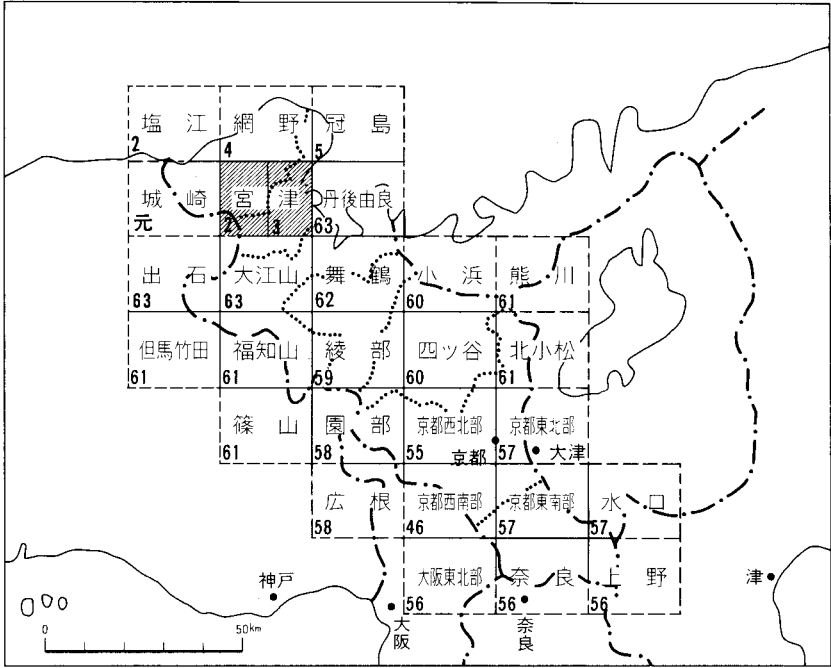 塩江 網野 冠島
2 4 5
城崎 宮津 丹後由良
元 2 3 63
出石 大江山 舞鶴 小浜 熊川
63 63 62 60 61
但馬竹田 福知山 綾部 四ッ谷 北小松
61 61 59 60 61
篠山 園部 京都西北部 京都東北部
61 58 55 京都 57 大津
広根 京都西南部 京都東南部 水口
58 46 57 57
大阪東北部 奈良 上野
56 56 56
神戸 大阪 奈良 津
0 50km